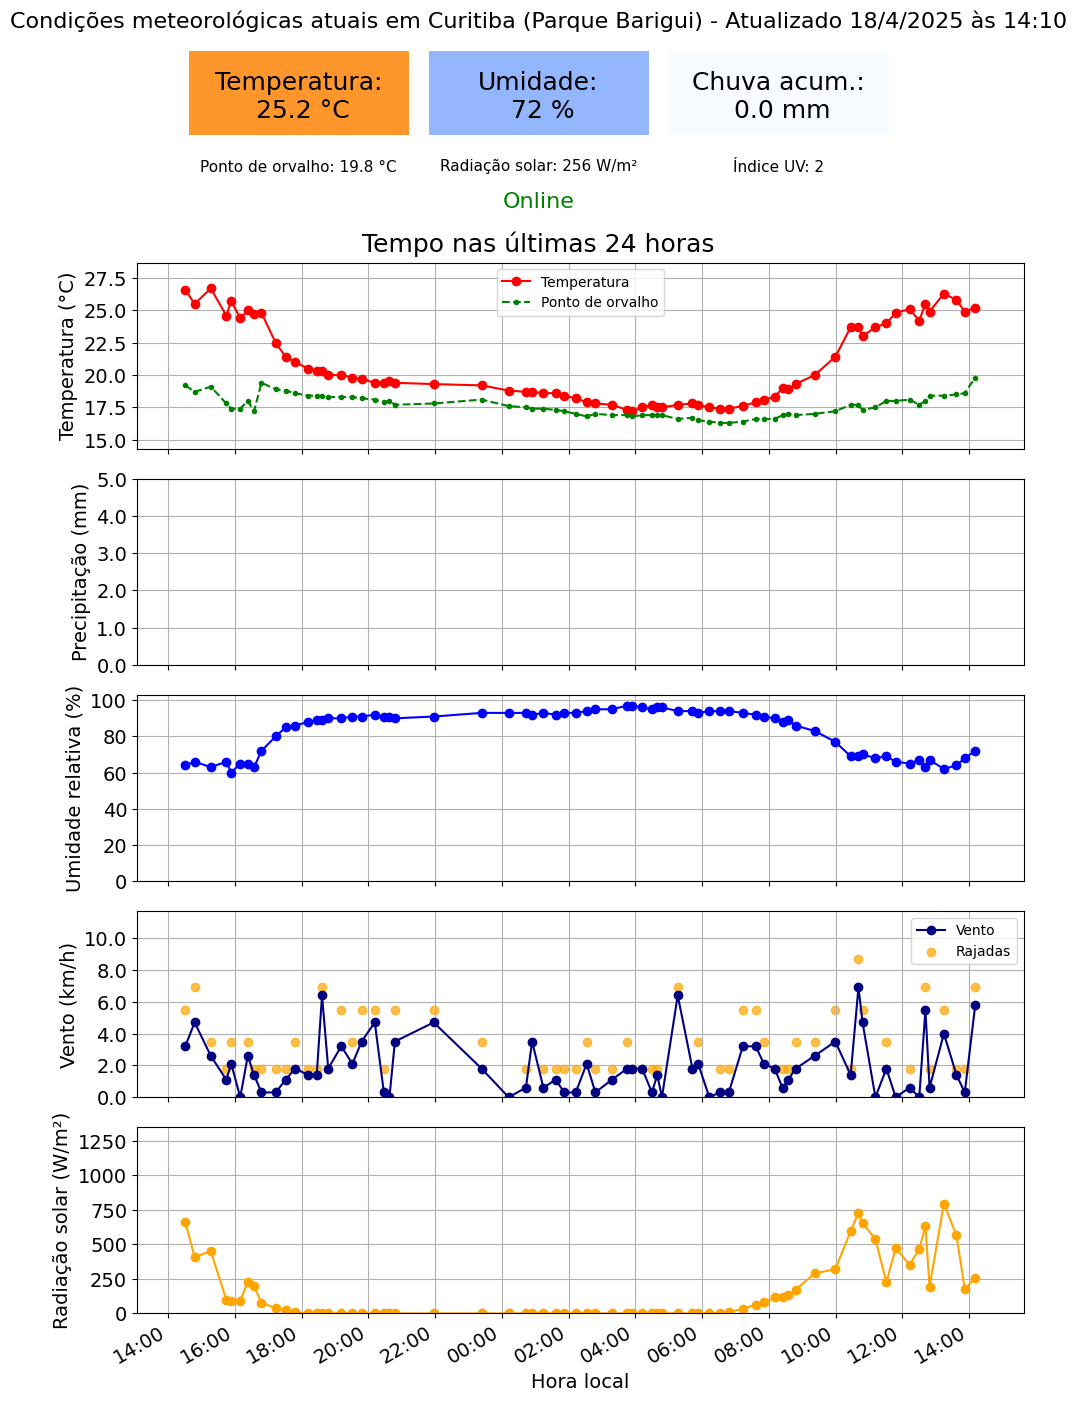 Condições meteorológicas atuais em Curitiba (Parque Barigui) - Atualizado 18/4/2025 às 14:10
Temperatura:
25.2 °C
Umidade:
72 %
Chuva acum.:
0.0 mm
Ponto de orvalho: 19.8 °C
Radiação solar: 256 W/m²
Índice UV: 2
Online
Tempo nas últimas 24 horas
Temperatura (°C)
27.5
25.0
22.5
20.0
17.5
15.0
Temperatura
Ponto de orvalho
Precipitação (mm)
5.0
4.0
3.0
2.0
1.0
0.0
Umidade relativa (%)
100
80
60
40
20
0
Vento (km/h)
10.0
8.0
6.0
4.0
2.0
0.0
Vento
Rajadas
Radiação solar (W/m²)
1250
1000
750
500
250
0
14:00
16:00
18:00
20:00
22:00
00:00
02:00
04:00
06:00
08:00
10:00
12:00
14:00
Hora local